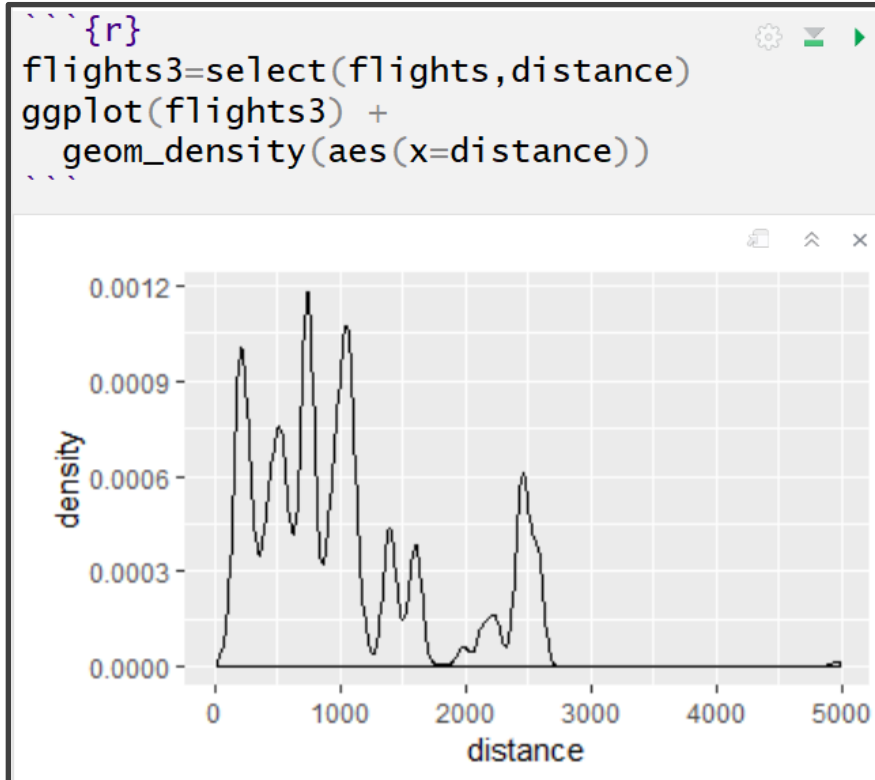 ```{r}
flights3=select(flights,distance)
ggplot(flights3) +
  geom_density(aes(x=distance))
```
0.0012
0.0009
0.0006
0.0003
0.0000
density
0 1000 2000 3000 4000 5000
distance